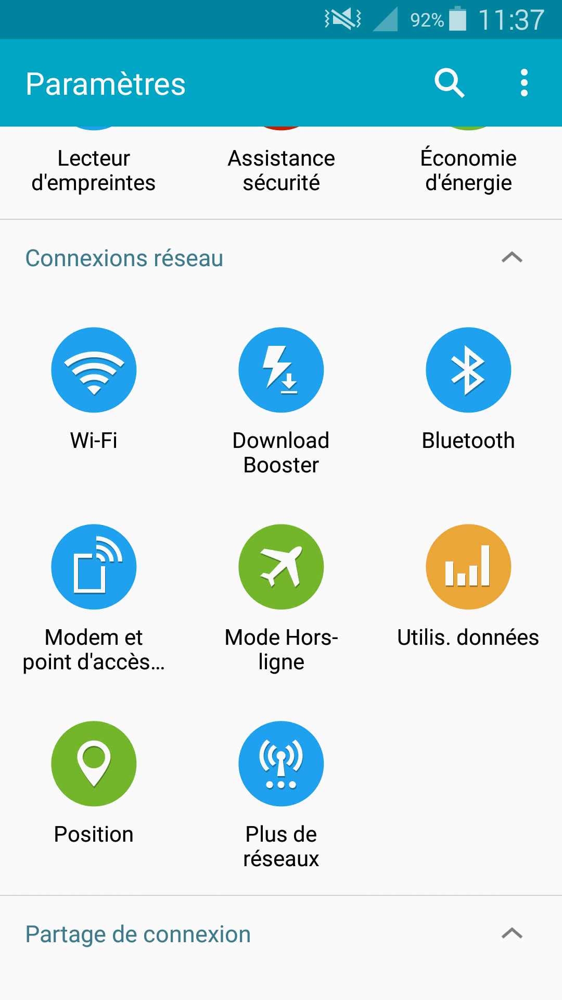 92% 11:37
Paramètres
Lecteur d'empreintes
Assistance sécurité
Économie d'énergie
Connexions réseau
Wi-Fi
Download Booster
Bluetooth
Modem et point d'accès...
Mode Hors-ligne
Utilis. données
Position
Plus de réseaux
Partage de connexion